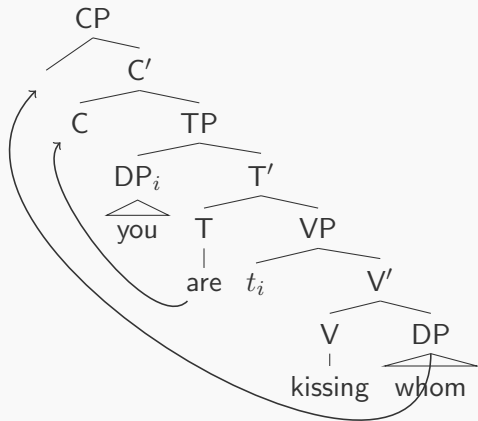 CP
C′
C TP
DPi T′
you T VP
are ti V′
V DP
kissing whom